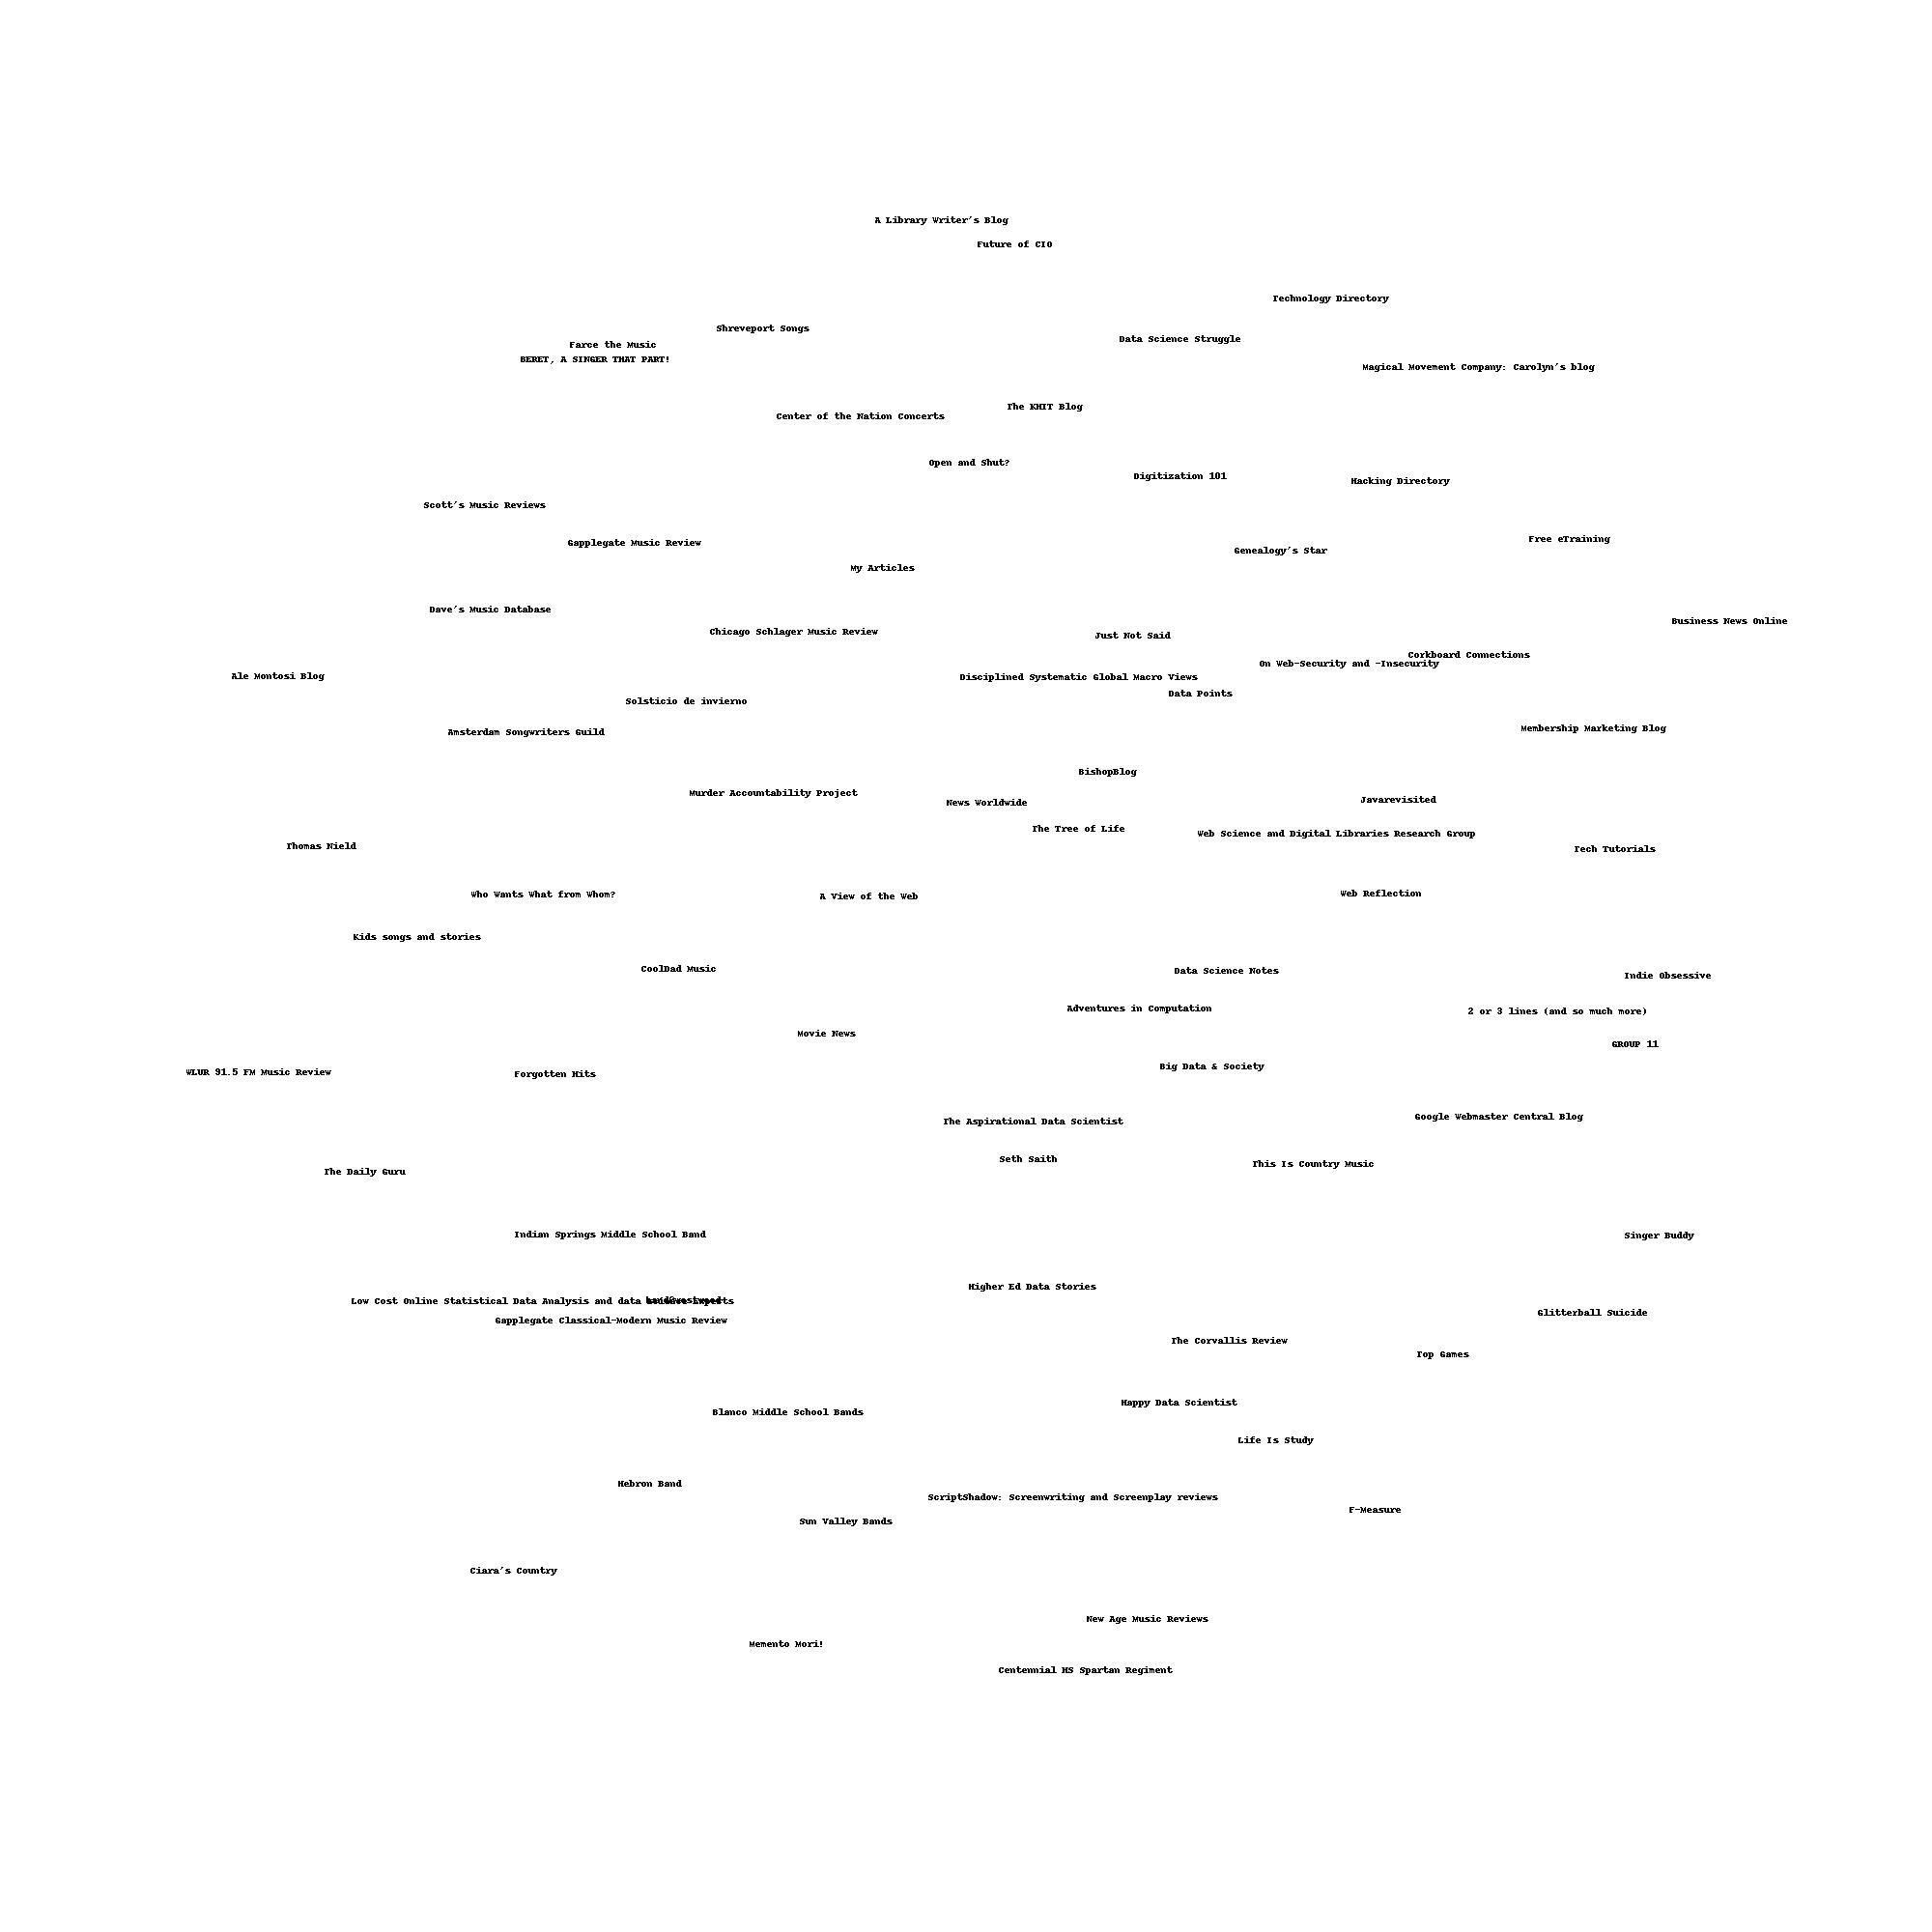 A Library Writer's Blog
Future of CIO
Technology Directory
Shreveport Songs
Data Science Struggle
Farce the Music
BERET, A SINGER THAT PART!
Magical Movement Company: Carolyn's blog
The KHIT Blog
Center of the Nation Concerts
Open and Shut?
Digitization 101
Hacking Directory
Scott's Music Reviews
Free eTraining
Gapplegate Music Review
Genealogy's Star
My Articles
Dave's Music Database
Business News Online
Chicago Schlager Music Review
Just Not Said
Corkboard Connections
On Web-Security and -Insecurity
Ale Montosi Blog
Disciplined Systematic Global Macro Views
Data Points
Solsticio de invierno
Membership Marketing Blog
Amsterdam Songwriters Guild
BishopBlog
Murder Accountability Project
Javarevisited
News Worldwide
The Tree of Life
Web Science and Digital Libraries Research Group
Thomas Nield
Tech Tutorials
Who Wants What from Whom?
Web Reflection
A View of the Web
Kids songs and stories
CoolDad Music
Data Science Notes
Indie Obsessive
Adventures in Computation
2 or 3 lines (and so much more)
Movie News
GROUP 11
Big Data & Society
WLUR 91.5 FM Music Review
Forgotten Hits
Google Webmaster Central Blog
The Aspirational Data Scientist
Seth Saith
This Is Country Music
The Daily Guru
Indian Springs Middle School Band
Singer Buddy
Higher Ed Data Stories
Low Cost Online Statistical Data Analysis and data
Glitterball Suicide
Gapplegate Classical-Modern Music Review
The Corvallis Review
Top Games
Happy Data Scientist
Blanco Middle School Bands
Life Is Study
Hebron Band
ScriptShadow: Screenwriting and Screenplay reviews
F-Measure
Sun Valley Bands
Ciara's Country
New Age Music Reviews
Memento Mori!
Centennial HS Spartan Regiment